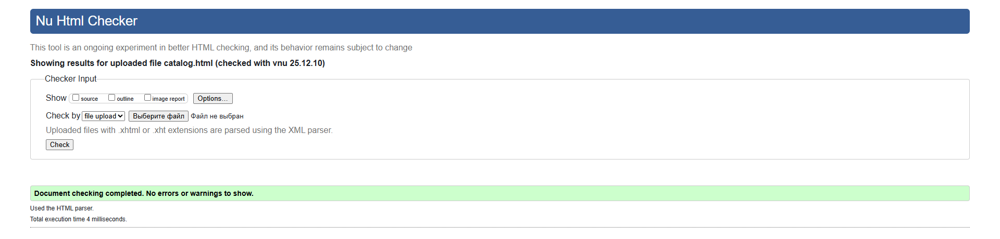 Nu Html Checker
This tool is an ongoing experiment in better HTML checking, and its behavior remains subject to change
Showing results for uploaded file catalog.html (checked with vnu 25.12.10)
Checker Input
Show source outline image report Options...
Check by file upload Выберите файл Файл не выбран
Uploaded files with .xhtml or .xht extensions are parsed using the XML parser.
Check
Document checking completed. No errors or warnings to show.
Used the HTML parser.
Total execution time 4 milliseconds.